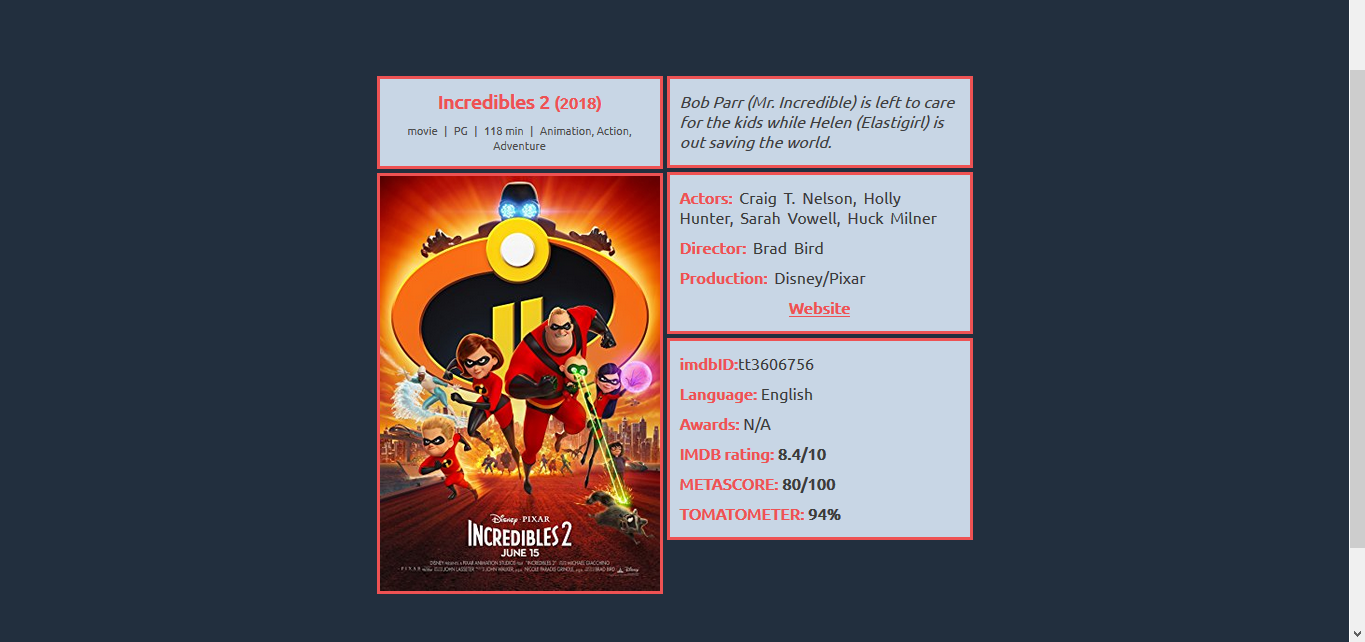 Incredibles 2 (2018)
movie | PG | 118 min | Animation, Action,
Adventure
Disney · PIXAR
INCREDIBLES 2
JUNE 15
Bob Parr (Mr. Incredible) is left to care
for the kids while Helen (Elastigirl) is
out saving the world.
Actors: Craig T. Nelson, Holly
Hunter, Sarah Vowell, Huck Milner
Director: Brad Bird
Production: Disney/Pixar
Website
imdbID:tt3606756
Language: English
Awards: N/A
IMDB rating: 8.4/10
METASCORE: 80/100
TOMATOMETER: 94%